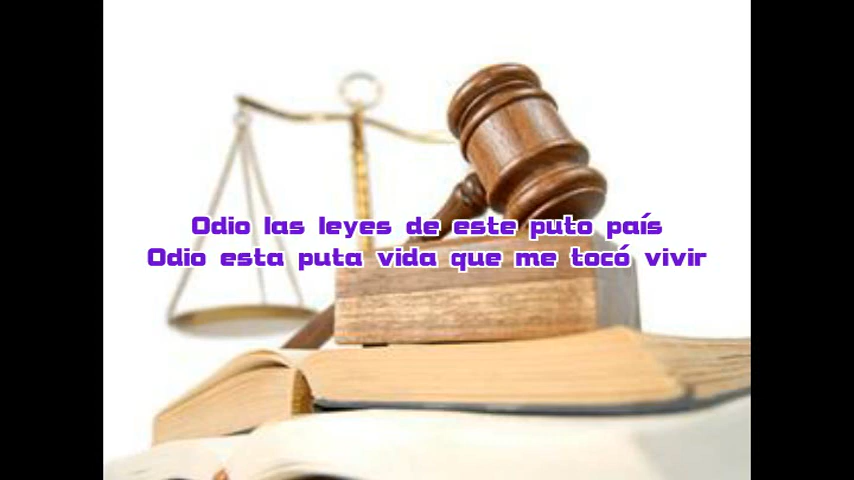 Odio las leyes de este puto país
Odio esta puta vida que me tocó vivir